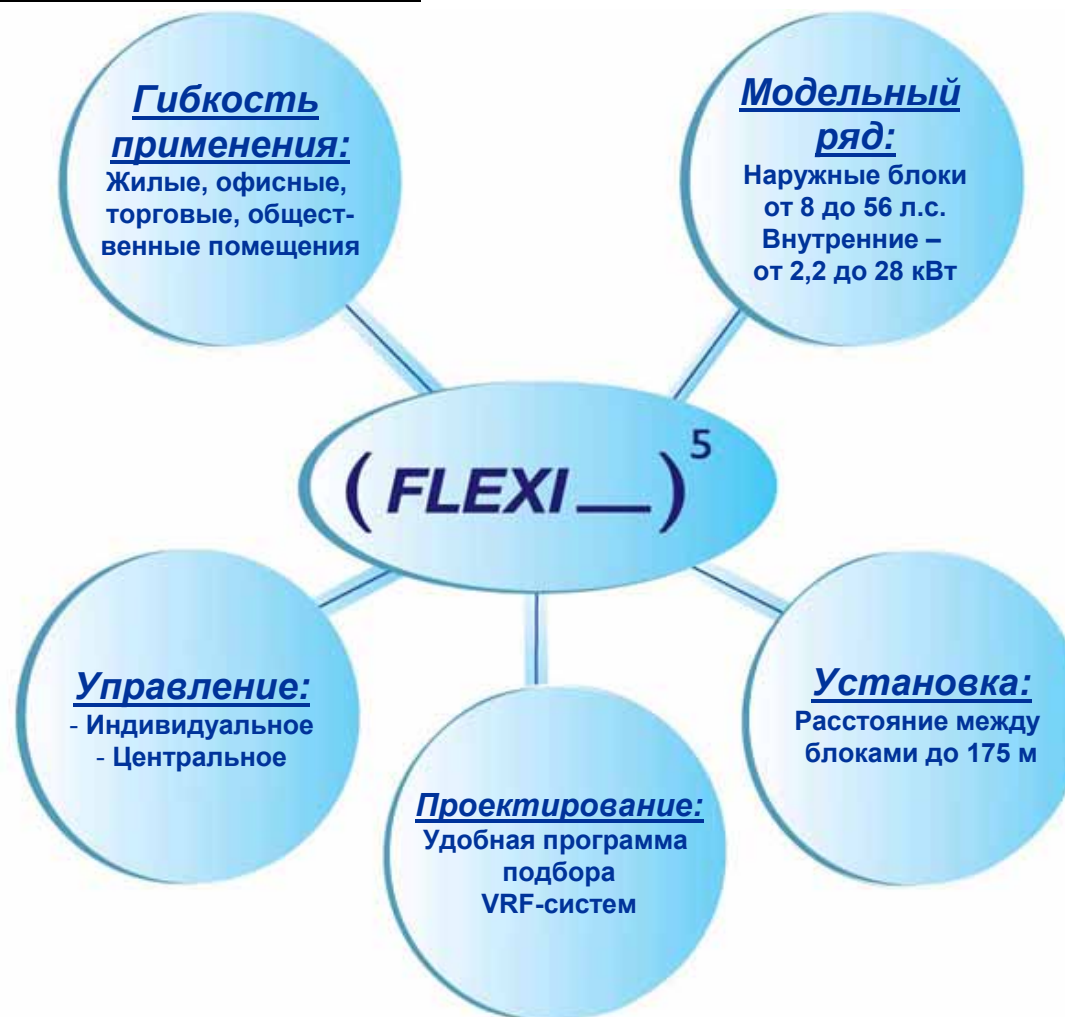 Гибкость
применения:
Жилые, офисные,
торговые, общест-
венные помещения
Модельный
ряд:
Наружные блоки
от 8 до 56 л.с.
Внутренние –
от 2,2 до 28 кВт
(FLEXI __)⁵
Управление:
- Индивидуальное
- Центральное
Проектирование:
Удобная программа
подбора
VRF-систем
Установка:
Расстояние между
блоками до 175 м